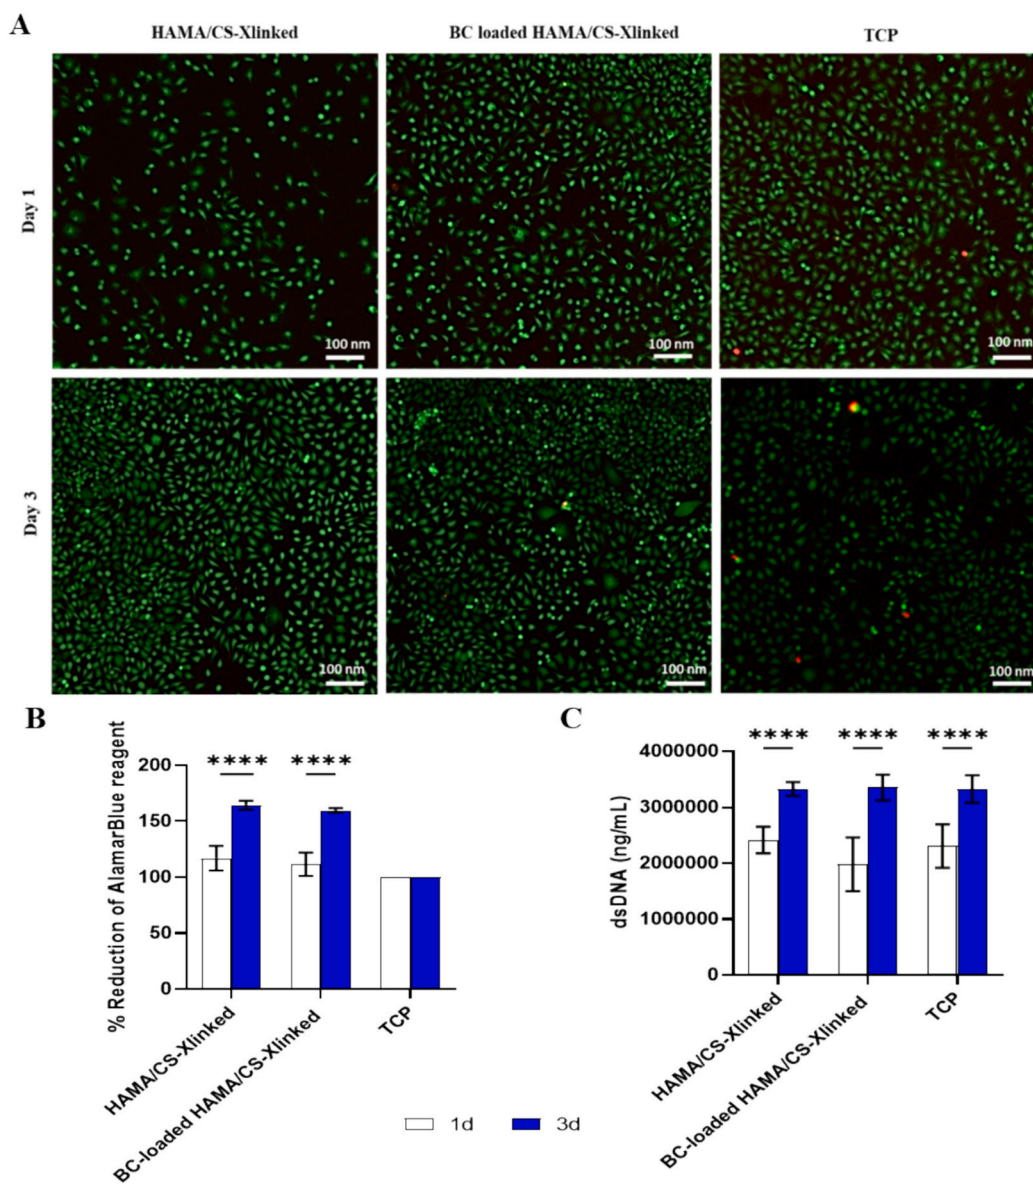 A
HAMA/CS-Xlinked
BC loaded HAMA/CS-Xlinked
TCP
Day 1
100 nm
100 nm
100 nm
Day 3
100 nm
100 nm
100 nm
B
% Reduction of AlamarBlue reagent
200
150
100
50
0
****
****
HAMA/CS-Xlinked
BC-loaded HAMA/CS-Xlinked
TCP
C
dsDNA (ng/mL)
4000000
3000000
2000000
1000000
0
****
****
****
HAMA/CS-Xlinked
BC-loaded HAMA/CS-Xlinked
TCP
1d
3d